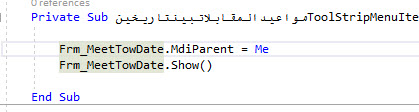 0 references
Private Sub مواعيدالمقابلاتبينتاريخينToolStripMenuIte
Frm_MeetTowDate.MdiParent = Me
Frm_MeetTowDate.Show()
End Sub